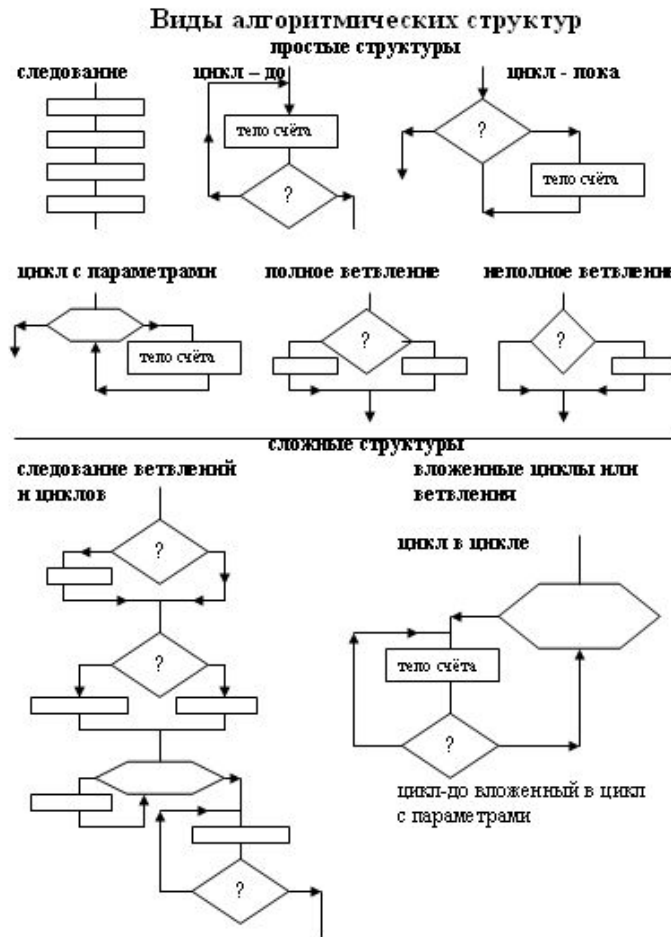 Виды алгоритмических структур
простые структуры
следование
цикл – до
цикл - пока
тело счёта
?
?
тело счёта
цикл с параметрами
полное ветвление
неполное ветвление
тело счёта
?
?
сложные структуры
следование ветвлений
и циклов
вложенные циклы или
ветвления
?
цикл в цикле
?
тело счёта
?
цикл-до вложенный в цикл
с параметрами
?